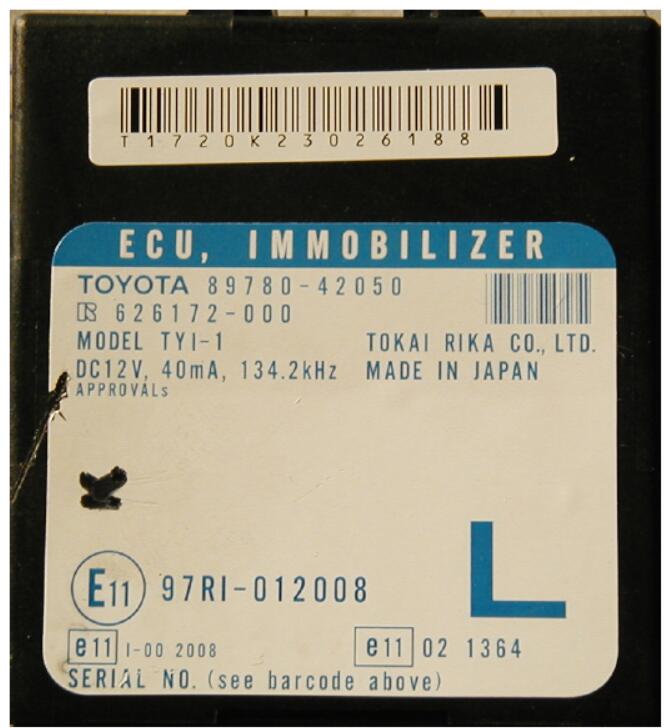 T1720K23026188
ECU, IMMOBILIZER
TOYOTA 89780-42050
R 626172-000
MODEL TYI-1 TOKAI RIKA CO., LTD.
DC12V, 40mA, 134.2kHz MADE IN JAPAN
APPROVALs
L
E11 97RI-012008
e11 I-00 2008 e11 02 1364
SERIAL NO. (see barcode above)